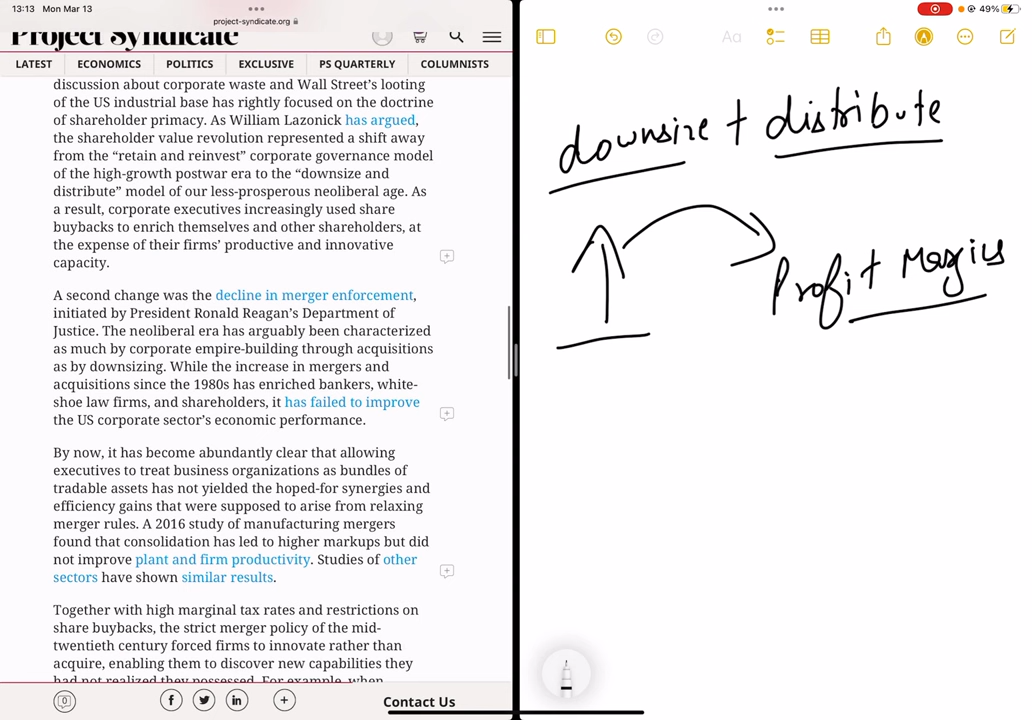 13:13 Mon Mar 13
49%
project-syndicate.org
Project Syndicate
LATEST ECONOMICS POLITICS EXCLUSIVE PS QUARTERLY COLUMNISTS
discussion about corporate waste and Wall Street's looting
of the US industrial base has rightly focused on the doctrine
of shareholder primacy. As William Lazonick has argued,
the shareholder value revolution represented a shift away
from the “retain and reinvest” corporate governance model
of the high-growth postwar era to the “downsize and
distribute” model of our less-prosperous neoliberal age. As
a result, corporate executives increasingly used share
buybacks to enrich themselves and other shareholders, at
the expense of their firms' productive and innovative
capacity.
A second change was the decline in merger enforcement,
initiated by President Ronald Reagan's Department of
Justice. The neoliberal era has arguably been characterized
as much by corporate empire-building through acquisitions
as by downsizing. While the increase in mergers and
acquisitions since the 1980s has enriched bankers, white-
shoe law firms, and shareholders, it has failed to improve
the US corporate sector's economic performance.
By now, it has become abundantly clear that allowing
executives to treat business organizations as bundles of
tradable assets has not yielded the hoped-for synergies and
efficiency gains that were supposed to arise from relaxing
merger rules. A 2016 study of manufacturing mergers
found that consolidation has led to higher markups but did
not improve plant and firm productivity. Studies of other
sectors have shown similar results.
Together with high marginal tax rates and restrictions on
share buybacks, the strict merger policy of the mid-
twentieth century forced firms to innovate rather than
acquire, enabling them to discover new capabilities they
had not realized they possessed. For example, when
0
Contact Us
Aa
downsize + distribute
Profit Margins